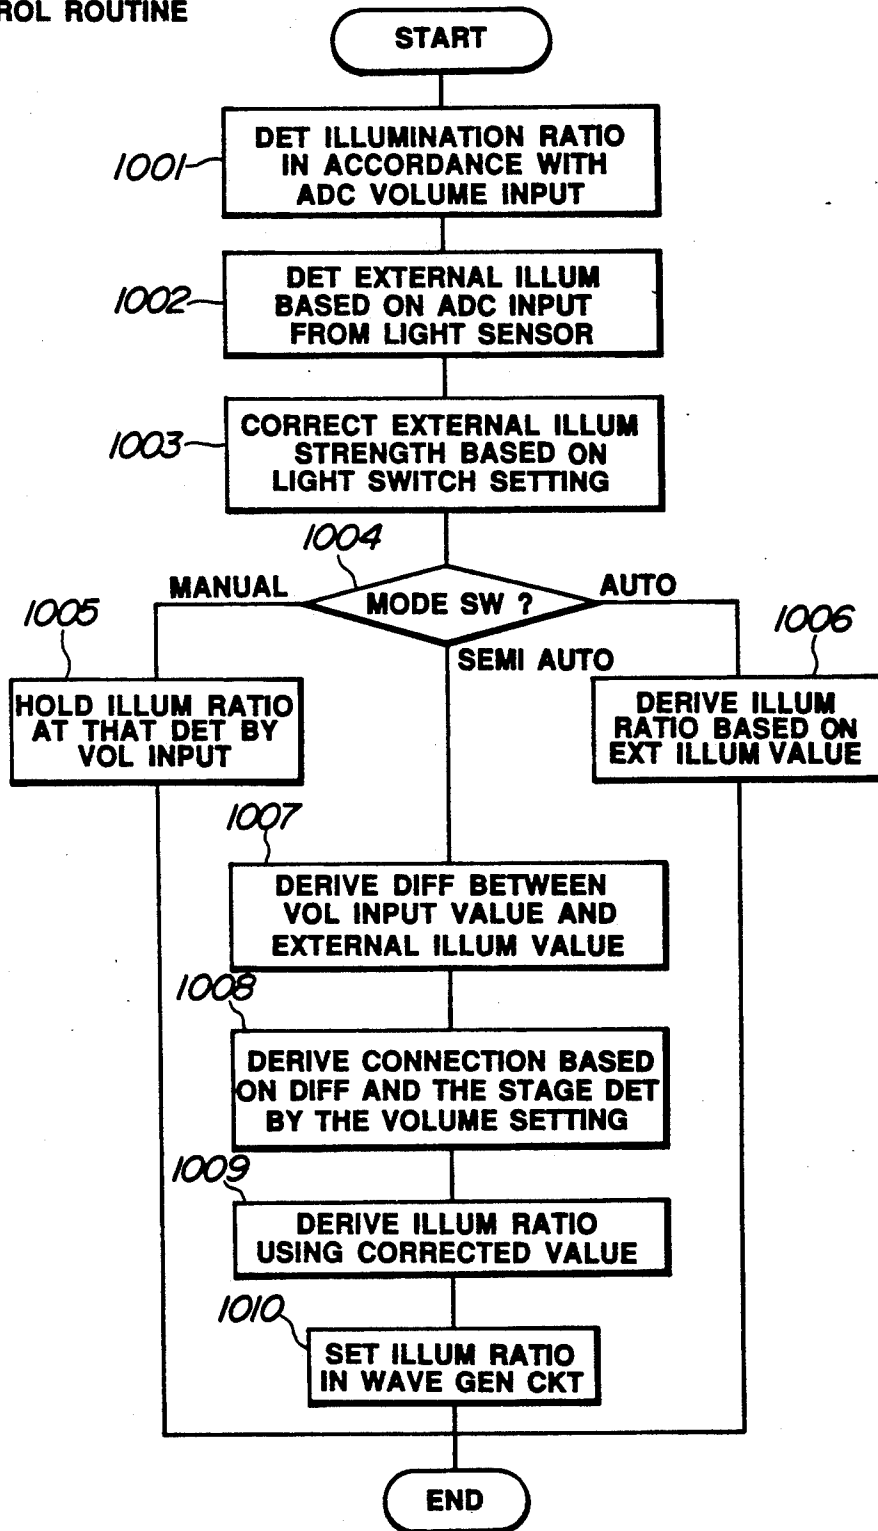 ROL ROUTINE
START
1001
DET ILLUMINATION RATIO
IN ACCORDANCE WITH
ADC VOLUME INPUT
1002
DET EXTERNAL ILLUM
BASED ON ADC INPUT
FROM LIGHT SENSOR
1003
CORRECT EXTERNAL ILLUM
STRENGTH BASED ON
LIGHT SWITCH SETTING
1004
MODE SW ?
MANUAL
AUTO
SEMI AUTO
1005
HOLD ILLUM RATIO
AT THAT DET BY
VOL INPUT
1006
DERIVE ILLUM
RATIO BASED ON
EXT ILLUM VALUE
1007
DERIVE DIFF BETWEEN
VOL INPUT VALUE AND
EXTERNAL ILLUM VALUE
1008
DERIVE CONNECTION BASED
ON DIFF AND THE STAGE DET
BY THE VOLUME SETTING
1009
DERIVE ILLUM RATIO
USING CORRECTED VALUE
1010
SET ILLUM RATIO
IN WAVE GEN CKT
END